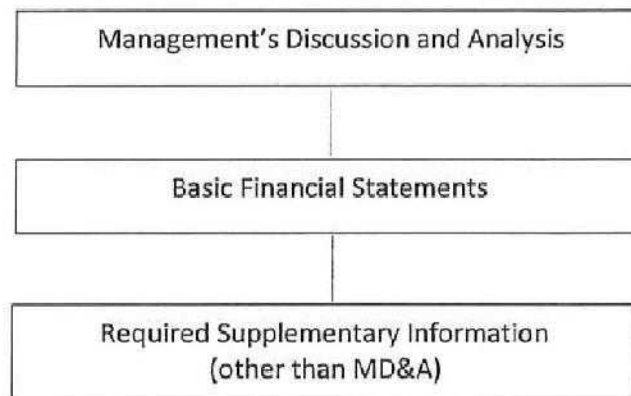 Management's Discussion and Analysis
Basic Financial Statements
Required Supplementary Information
(other than MD&A)